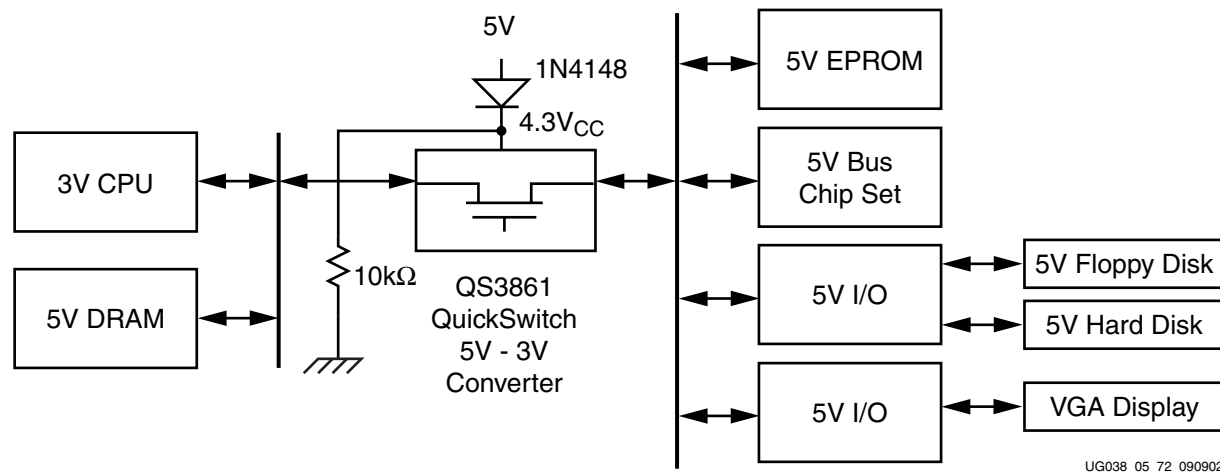 5V
1N4148
4.3VCC
3V CPU
5V DRAM
10kΩ
QS3861
QuickSwitch
5V - 3V
Converter
5V EPROM
5V Bus
Chip Set
5V I/O
5V Floppy Disk
5V Hard Disk
5V I/O
VGA Display
UG038_05_72_090902